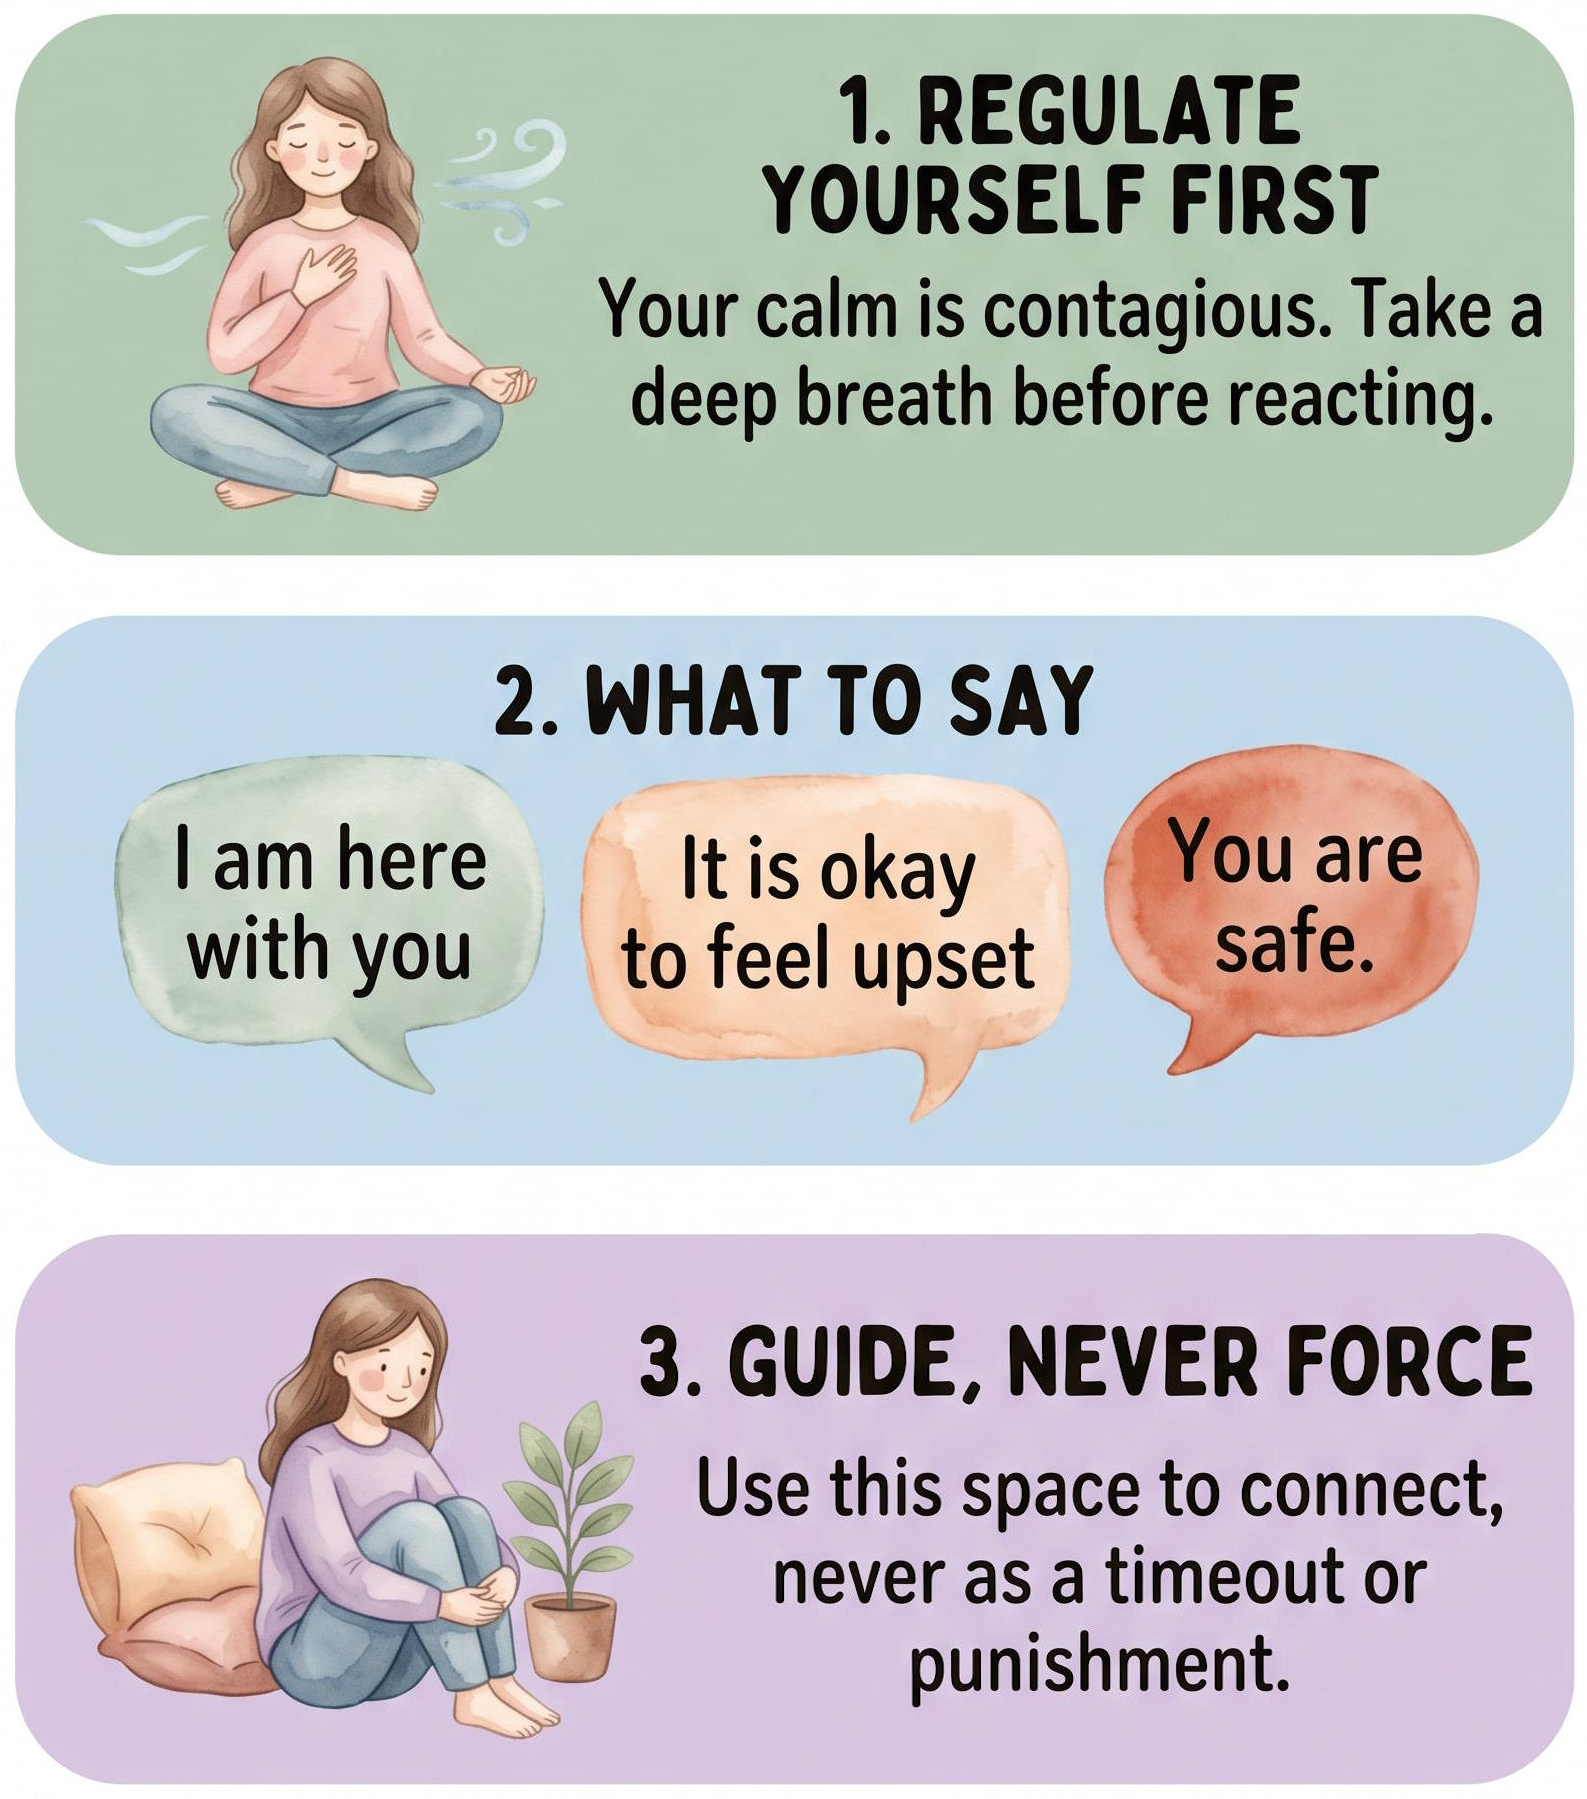 1. REGULATE
YOURSELF FIRST
Your calm is contagious. Take a
deep breath before reacting.
2. WHAT TO SAY
I am here
with you
It is okay
to feel upset
You are
safe.
3. GUIDE, NEVER FORCE
Use this space to connect,
never as a timeout or
punishment.